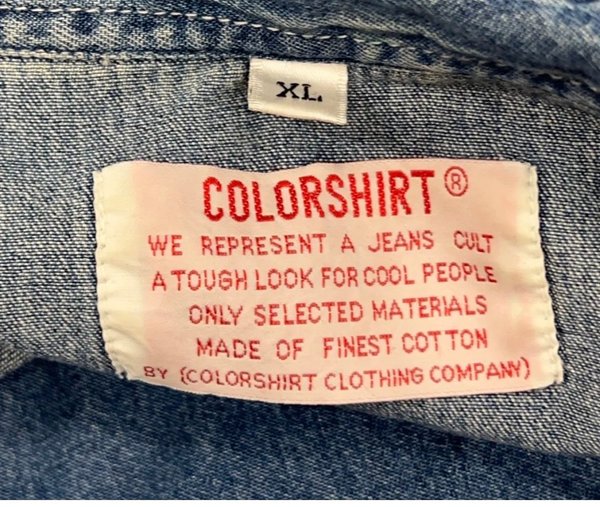 XL.
COLORSHIRT®
WE REPRESENT A JEANS CULT
A TOUGH LOOK FOR COOL PEOPLE
ONLY SELECTED MATERIALS
MADE OF FINEST COTTON
BY (COLORSHIRT CLOTHING COMPANY)